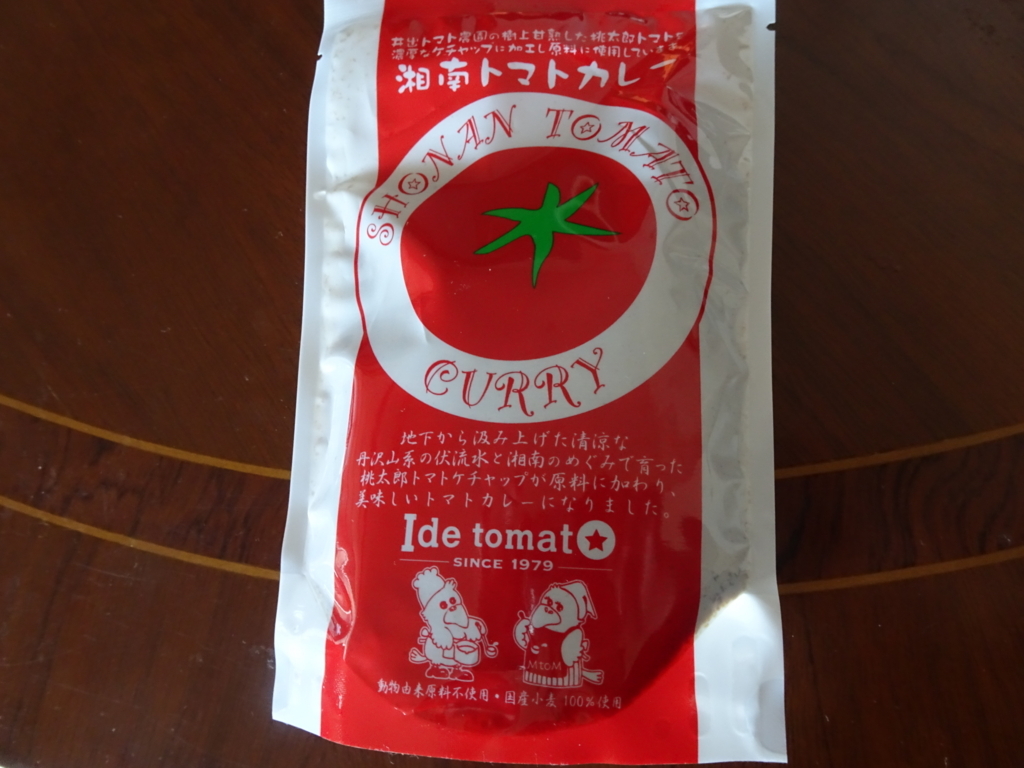 井出トマト農園の樹上甘熟した桃太郎トマトを
濃厚なケチャップに加工し原料に使用しています
湘南トマトカレー
SHONAN TOMATO
CURRY
地下から汲み上げた清涼な
丹沢山系の伏流水と湘南のめぐみで育った
桃太郎トマトケチャップが原料に加わり、
美味しいトマトカレーになりました。
Ide tomato
SINCE 1979
MtoM
動物由来原料不使用・国産小麦100%使用